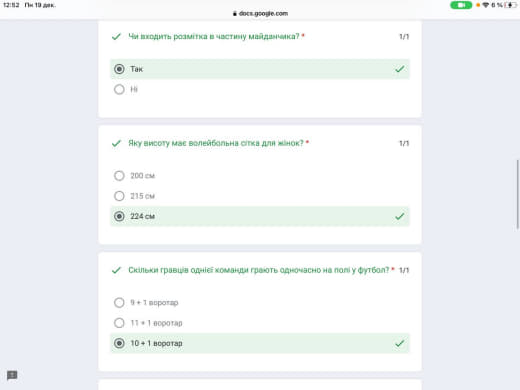 12:52 Пн 19 дек.
6 %
docs.google.com
Чи входить розмітка в частину майданчика? * 1/1
Так
Ні
Яку висоту має волейбольна сітка для жінок? * 1/1
200 см
215 см
224 см
Скільки гравців однієї команди грають одночасно на полі у футбол? * 1/1
9 + 1 воротар
11 + 1 воротар
10 + 1 воротар